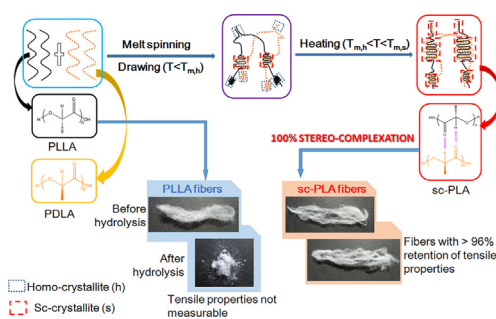 Melt spinning
Drawing (T<Tm,h)
Heating (Tm,h<T<Tm,s)
PLLA
PDLA
100% STEREO-COMPLEXATION
sc-PLA
PLLA fibers
Before
hydrolysis
After
hydrolysis
Tensile properties not
measurable
sc-PLA fibers
Fibers with > 96%
retention of tensile
properties
Homo-crystallite (h)
Sc-crystallite (s)